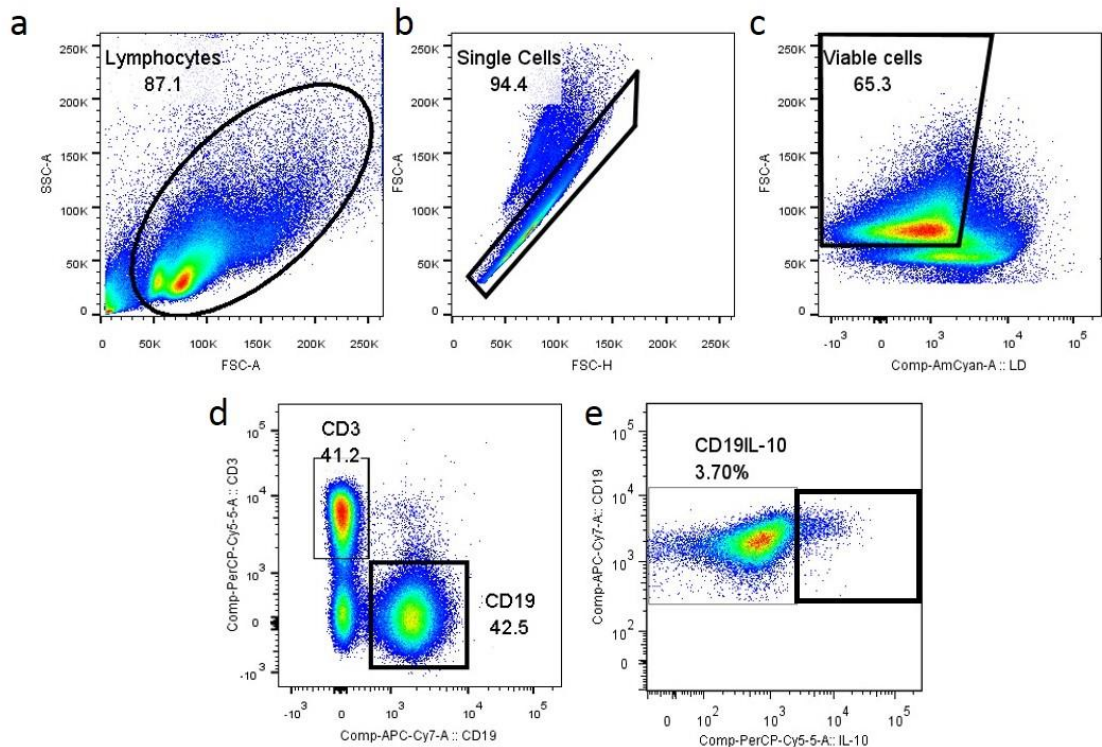 a
Lymphocytes
87.1
250K
200K
150K
100K
50K
0
SSC-A
0 50K 100K 150K 200K 250K
FSC-A
b
Single Cells
94.4
250K
200K
150K
100K
50K
0
FSC-A
0 50K 100K 150K 200K 250K
FSC-H
c
Viable cells
65.3
250K
200K
150K
100K
50K
0
FSC-A
-10 3 0 10 3 10 4 10 5
Comp-AmCyan-A :: LD
d
CD3
41.2
CD19
42.5
10 5
10 4
10 3
0
-10 3
Comp-PerCP-Cy5-5-A :: CD3
-10 3 0 10 3 10 4 10 5
Comp-APC-Cy7-A :: CD19
e
CD19IL-10
3.70%
10 5
10 4
10 3
10 2
0
Comp-APC-Cy7-A :: CD19
0 10 2 10 3 10 4 10 5
Comp-PerCP-Cy5-5-A :: IL-10